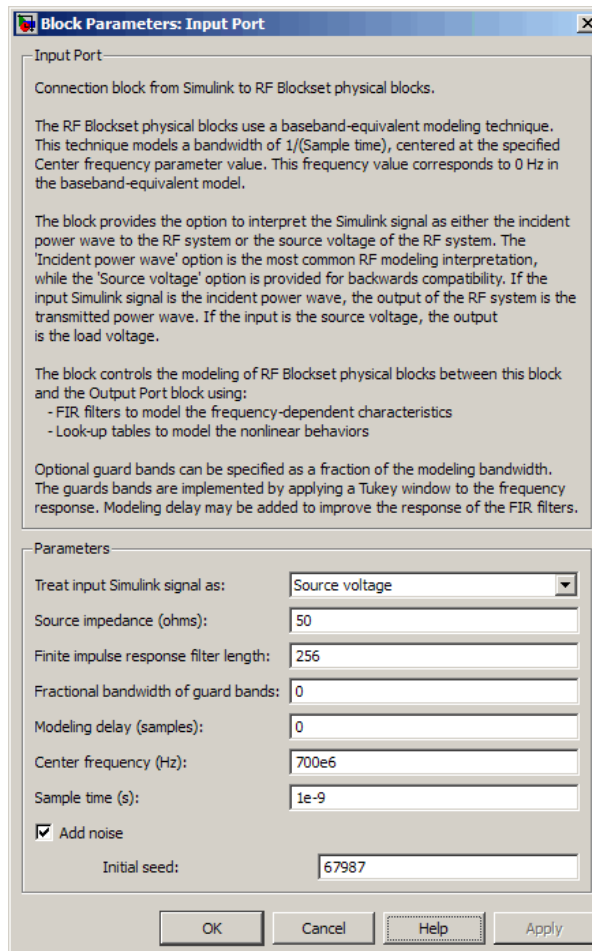 Block Parameters: Input Port
Input Port
Connection block from Simulink to RF Blockset physical blocks.
The RF Blockset physical blocks use a baseband-equivalent modeling technique.
This technique models a bandwidth of 1/(Sample time), centered at the specified
Center frequency parameter value. This frequency value corresponds to 0 Hz in
the baseband-equivalent model.
The block provides the option to interpret the Simulink signal as either the incident
power wave to the RF system or the source voltage of the RF system. The
'Incident power wave' option is the most common RF modeling interpretation,
while the 'Source voltage' option is provided for backwards compatibility. If the
input Simulink signal is the incident power wave, the output of the RF system is the
transmitted power wave. If the input is the source voltage, the output
is the load voltage.
The block controls the modeling of RF Blockset physical blocks between this block
and the Output Port block using:
- FIR filters to model the frequency-dependent characteristics
- Look-up tables to model the nonlinear behaviors
Optional guard bands can be specified as a fraction of the modeling bandwidth.
The guards bands are implemented by applying a Tukey window to the frequency
response. Modeling delay may be added to improve the response of the FIR filters.
Parameters
Treat input Simulink signal as: Source voltage
Source impedance (ohms): 50
Finite impulse response filter length: 256
Fractional bandwidth of guard bands: 0
Modeling delay (samples): 0
Center frequency (Hz): 700e6
Sample time (s): 1e-9
Add noise
Initial seed: 67987
OK Cancel Help Apply